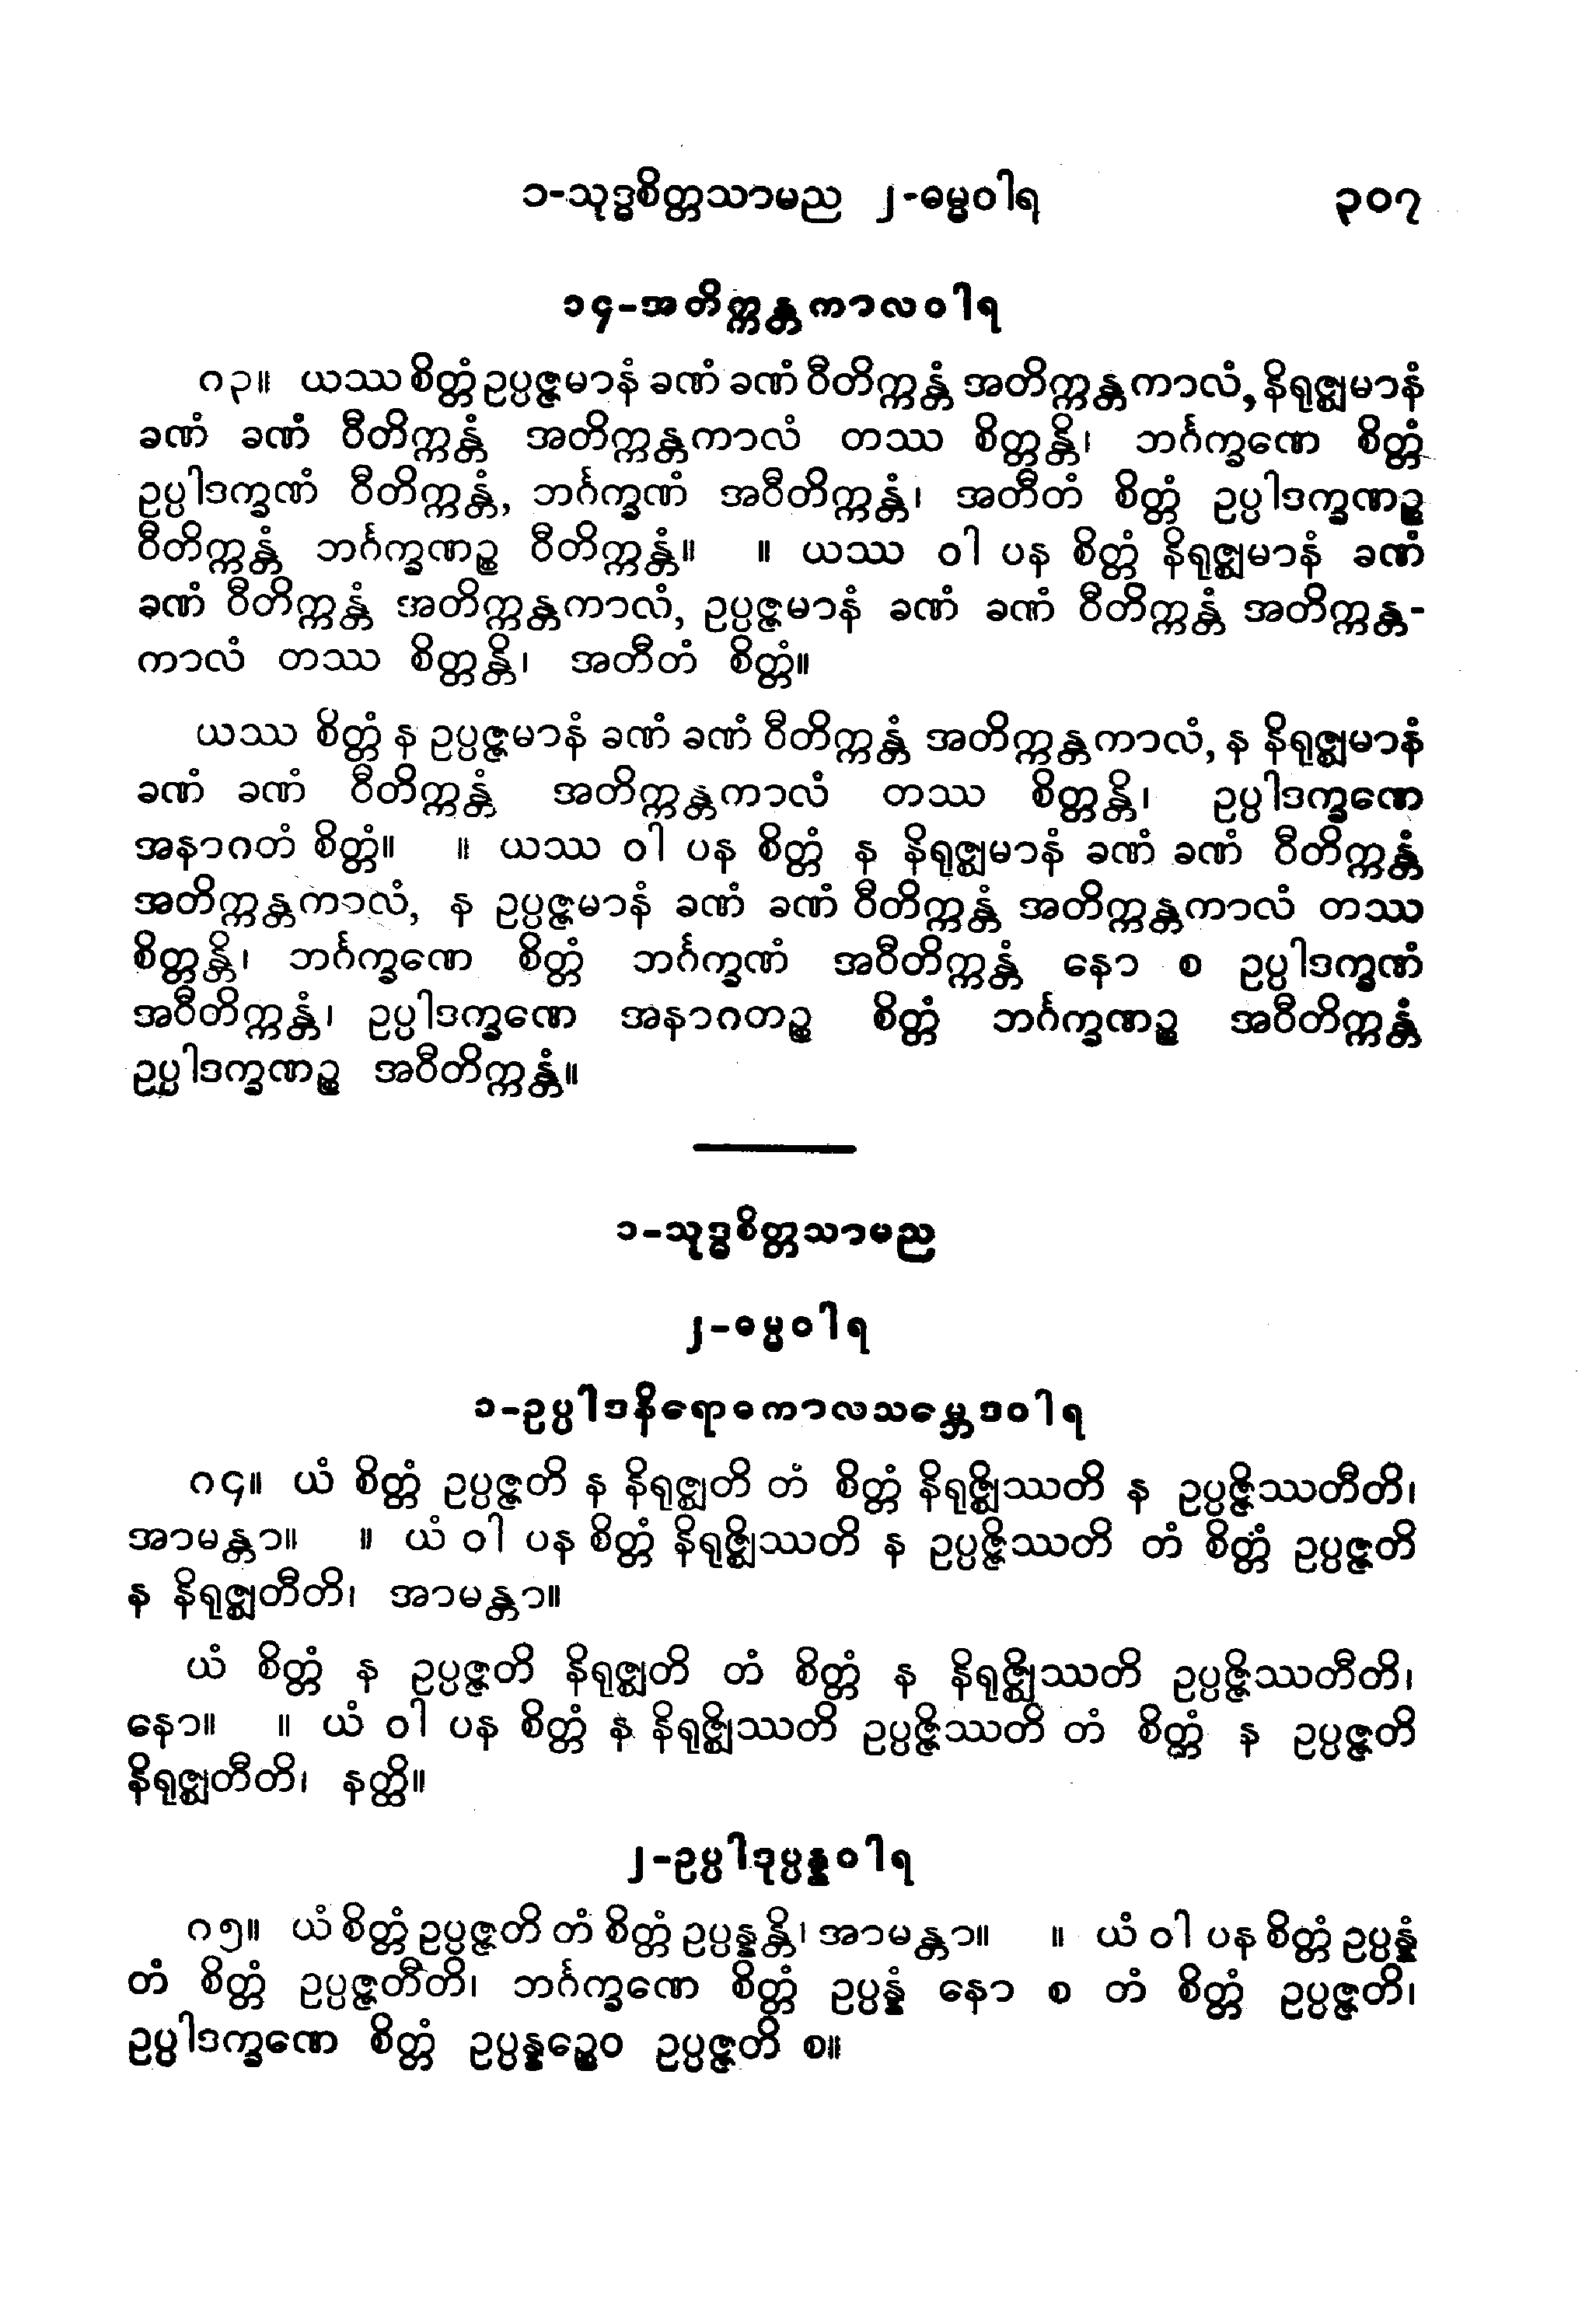 ၁-သုဒ္ဓစိတ္တသာမည ၂-ဓမ္မဝါရ ၃၀၇
၁၄-အတိက္ကန္တကာလဝါရ
၈၃။ ယဿ စိတ္တံ ဥပ္ပဇ္ဇမာနံ ခဏံ ခဏံ ဝီတိက္ကန္တံ အတိက္ကန္တကာလံ, နိရုဇ္ဈမာနံ
ခဏံ ခဏံ ဝီတိက္ကန္တံ အတိက္ကန္တကာလံ တဿ စိတ္တန္တိ၊ ဘင်္ဂက္ခဏေ စိတ္တံ
ဥပ္ပါဒက္ခဏံ ဝီတိက္ကန္တံ, ဘင်္ဂက္ခဏံ အဝီတိက္ကန္တံ၊ အတီတံ စိတ္တံ ဥပ္ပါဒက္ခဏဉ္စ
ဝီတိက္ကန္တံ ဘင်္ဂက္ခဏဉ္စ ဝီတိက္ကန္တံ။ ။ ယဿ ဝါ ပန စိတ္တံ နိရုဇ္ဈမာနံ ခဏံ
ခဏံ ဝီတိက္ကန္တံ အတိက္ကန္တကာလံ, ဥပ္ပဇ္ဇမာနံ ခဏံ ခဏံ ဝီတိက္ကန္တံ အတိက္ကန္တ-
ကာလံ တဿ စိတ္တန္တိ၊ အတီတံ စိတ္တံ။
ယဿ စိတ္တံ န ဥပ္ပဇ္ဇမာနံ ခဏံ ခဏံ ဝီတိက္ကန္တံ အတိက္ကန္တကာလံ, န နိရုဇ္ဈမာနံ
ခဏံ ခဏံ ဝီတိက္ကန္တံ အတိက္ကန္တကာလံ တဿ စိတ္တန္တိ၊ ဥပ္ပါဒက္ခဏေ
အနာဂတံ စိတ္တံ။ ။ ယဿ ဝါ ပန စိတ္တံ န နိရုဇ္ဈမာနံ ခဏံ ခဏံ ဝီတိက္ကန္တံ
အတိက္ကန္တကာလံ, န ဥပ္ပဇ္ဇမာနံ ခဏံ ခဏံ ဝီတိက္ကန္တံ အတိက္ကန္တကာလံ တဿ
စိတ္တန္တိ၊ ဘင်္ဂက္ခဏေ စိတ္တံ ဘင်္ဂက္ခဏံ အဝီတိက္ကန္တံ နော စ ဥပ္ပါဒက္ခဏံ
အဝီတိက္ကန္တံ၊ ဥပ္ပါဒက္ခဏေ အနာဂတဉ္စ စိတ္တံ ဘင်္ဂက္ခဏဉ္စ အဝီတိက္ကန္တံ
ဥပ္ပါဒက္ခဏဉ္စ အဝီတိက္ကန္တံ။
၁-သုဒ္ဓစိတ္တသာမည
၂-ဓမ္မဝါရ
၁-ဥပ္ပါဒနိရောဓကာလသမ္ဘေဒဝါရ
၈၄။ ယံ စိတ္တံ ဥပ္ပဇ္ဇတိ န နိရုဇ္ဈတိ တံ စိတ္တံ နိရုဇ္ဈိဿတိ န ဥပ္ပဇ္ဇိဿတီတိ၊
အာမန္တာ။ ။ ယံ ဝါ ပန စိတ္တံ နိရုဇ္ဈိဿတိ န ဥပ္ပဇ္ဇိဿတိ တံ စိတ္တံ ဥပ္ပဇ္ဇတိ
န နိရုဇ္ဈတီတိ၊ အာမန္တာ။
ယံ စိတ္တံ န ဥပ္ပဇ္ဇတိ နိရုဇ္ဈတိ တံ စိတ္တံ န နိရုဇ္ဈိဿတိ ဥပ္ပဇ္ဇိဿတီတိ၊
နော။ ။ ယံ ဝါ ပန စိတ္တံ န နိရုဇ္ဈိဿတိ ဥပ္ပဇ္ဇိဿတိ တံ စိတ္တံ န ဥပ္ပဇ္ဇတိ
နိရုဇ္ဈတီတိ၊ နတ္ထိ။
၂-ဥပ္ပါဒုပ္ပန္နဝါရ
၈၅။ ယံ စိတ္တံ ဥပ္ပဇ္ဇတိ တံ စိတ္တံ ဥပ္ပန္နန္တိ၊ အာမန္တာ။ ။ ယံ ဝါ ပန စိတ္တံ ဥပ္ပန္နံ
တံ စိတ္တံ ဥပ္ပဇ္ဇတီတိ၊ ဘင်္ဂက္ခဏေ စိတ္တံ ဥပ္ပန္နံ နော စ တံ စိတ္တံ ဥပ္ပဇ္ဇတိ၊
ဥပ္ပါဒက္ခဏေ စိတ္တံ ဥပ္ပန္နဉ္စေဝ ဥပ္ပဇ္ဇတိ စ။